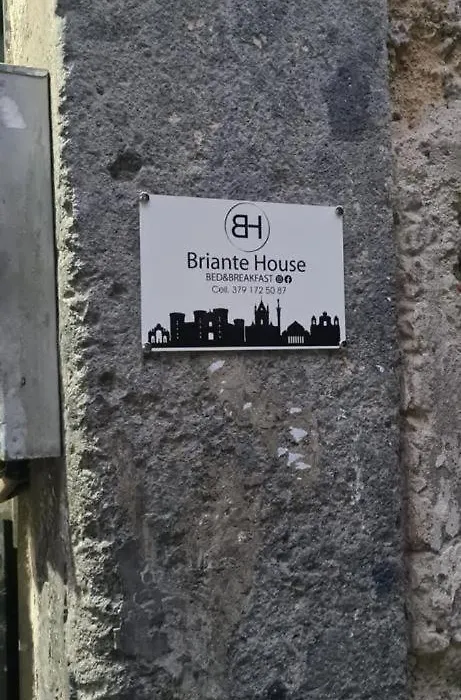 BH
Briante House
BED&BREAKFAST
Cell. 379 172 50 87